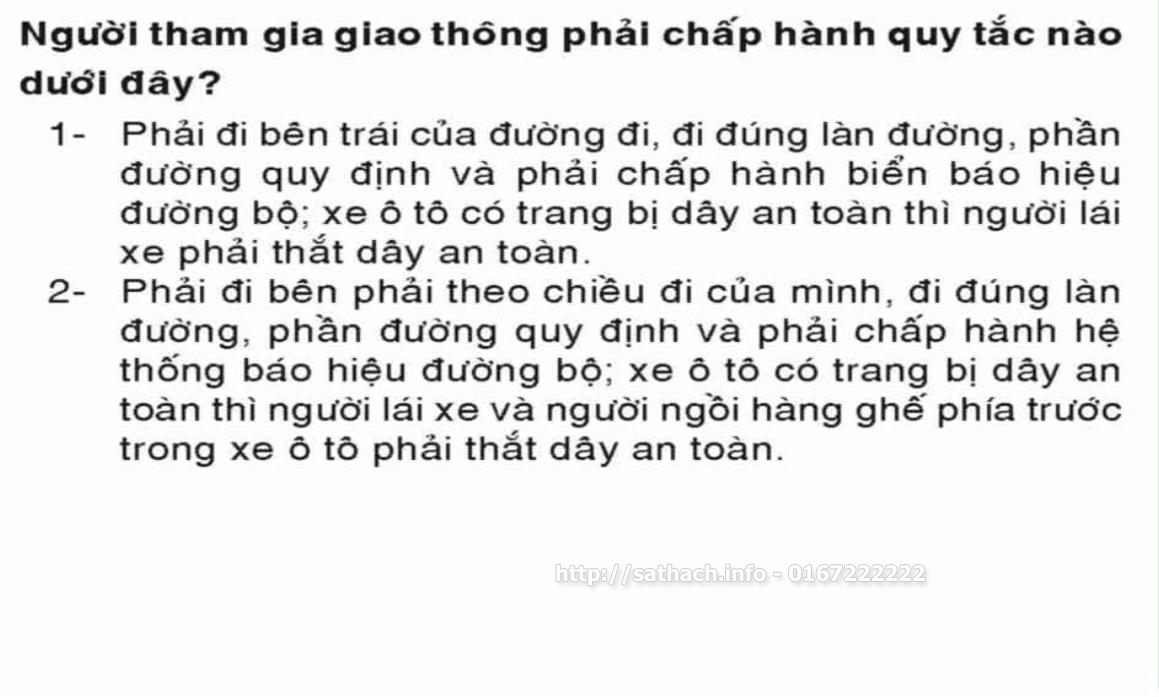 Người tham gia giao thông phải chấp hành quy tắc nào
dưới đây?
1- Phải đi bên trái của đường đi, đi đúng làn đường, phần
đường quy định và phải chấp hành biển báo hiệu
đường bộ; xe ô tô có trang bị dây an toàn thì người lái
xe phải thắt dây an toàn.
2- Phải đi bên phải theo chiều đi của mình, đi đúng làn
đường, phần đường quy định và phải chấp hành hệ
thống báo hiệu đường bộ; xe ô tô có trang bị dây an
toàn thì người lái xe và người ngồi hàng ghế phía trước
trong xe ô tô phải thắt dây an toàn.
http://sathach.info - 0167222222